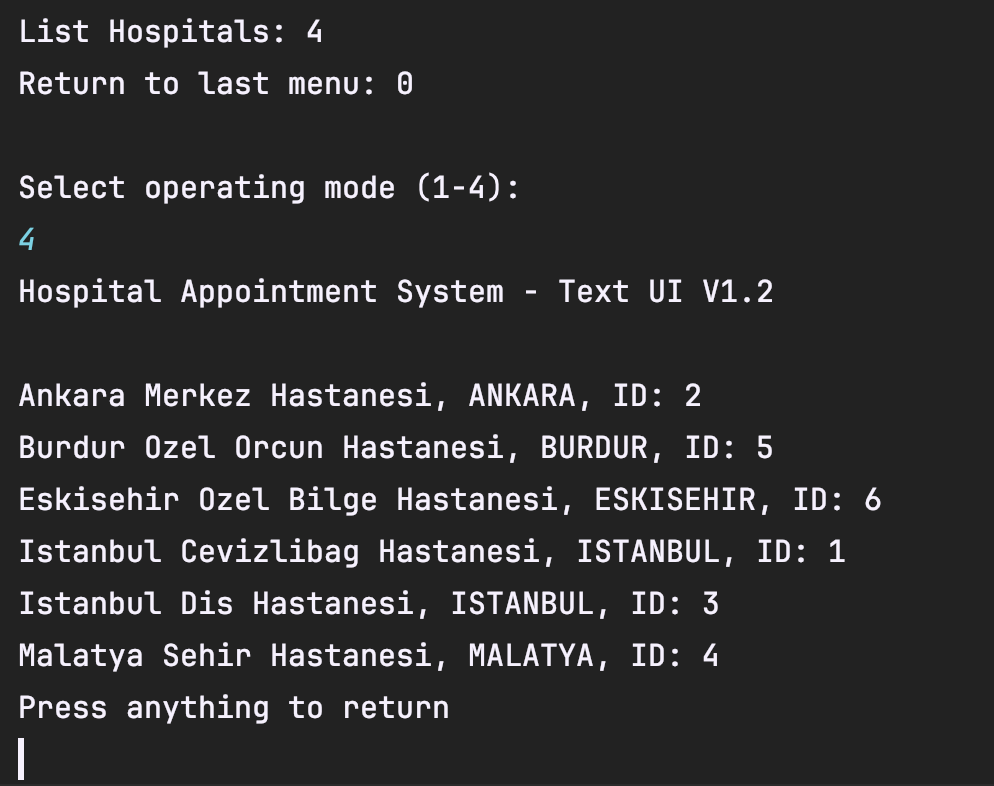 List Hospitals: 4
Return to last menu: 0
Select operating mode (1-4):
4
Hospital Appointment System - Text UI V1.2
Ankara Merkez Hastanesi, ANKARA, ID: 2
Burdur Ozel Orcun Hastanesi, BURDUR, ID: 5
Eskisehir Ozel Bilge Hastanesi, ESKISEHIR, ID: 6
Istanbul Cevizlibag Hastanesi, ISTANBUL, ID: 1
Istanbul Dis Hastanesi, ISTANBUL, ID: 3
Malatya Sehir Hastanesi, MALATYA, ID: 4
Press anything to return